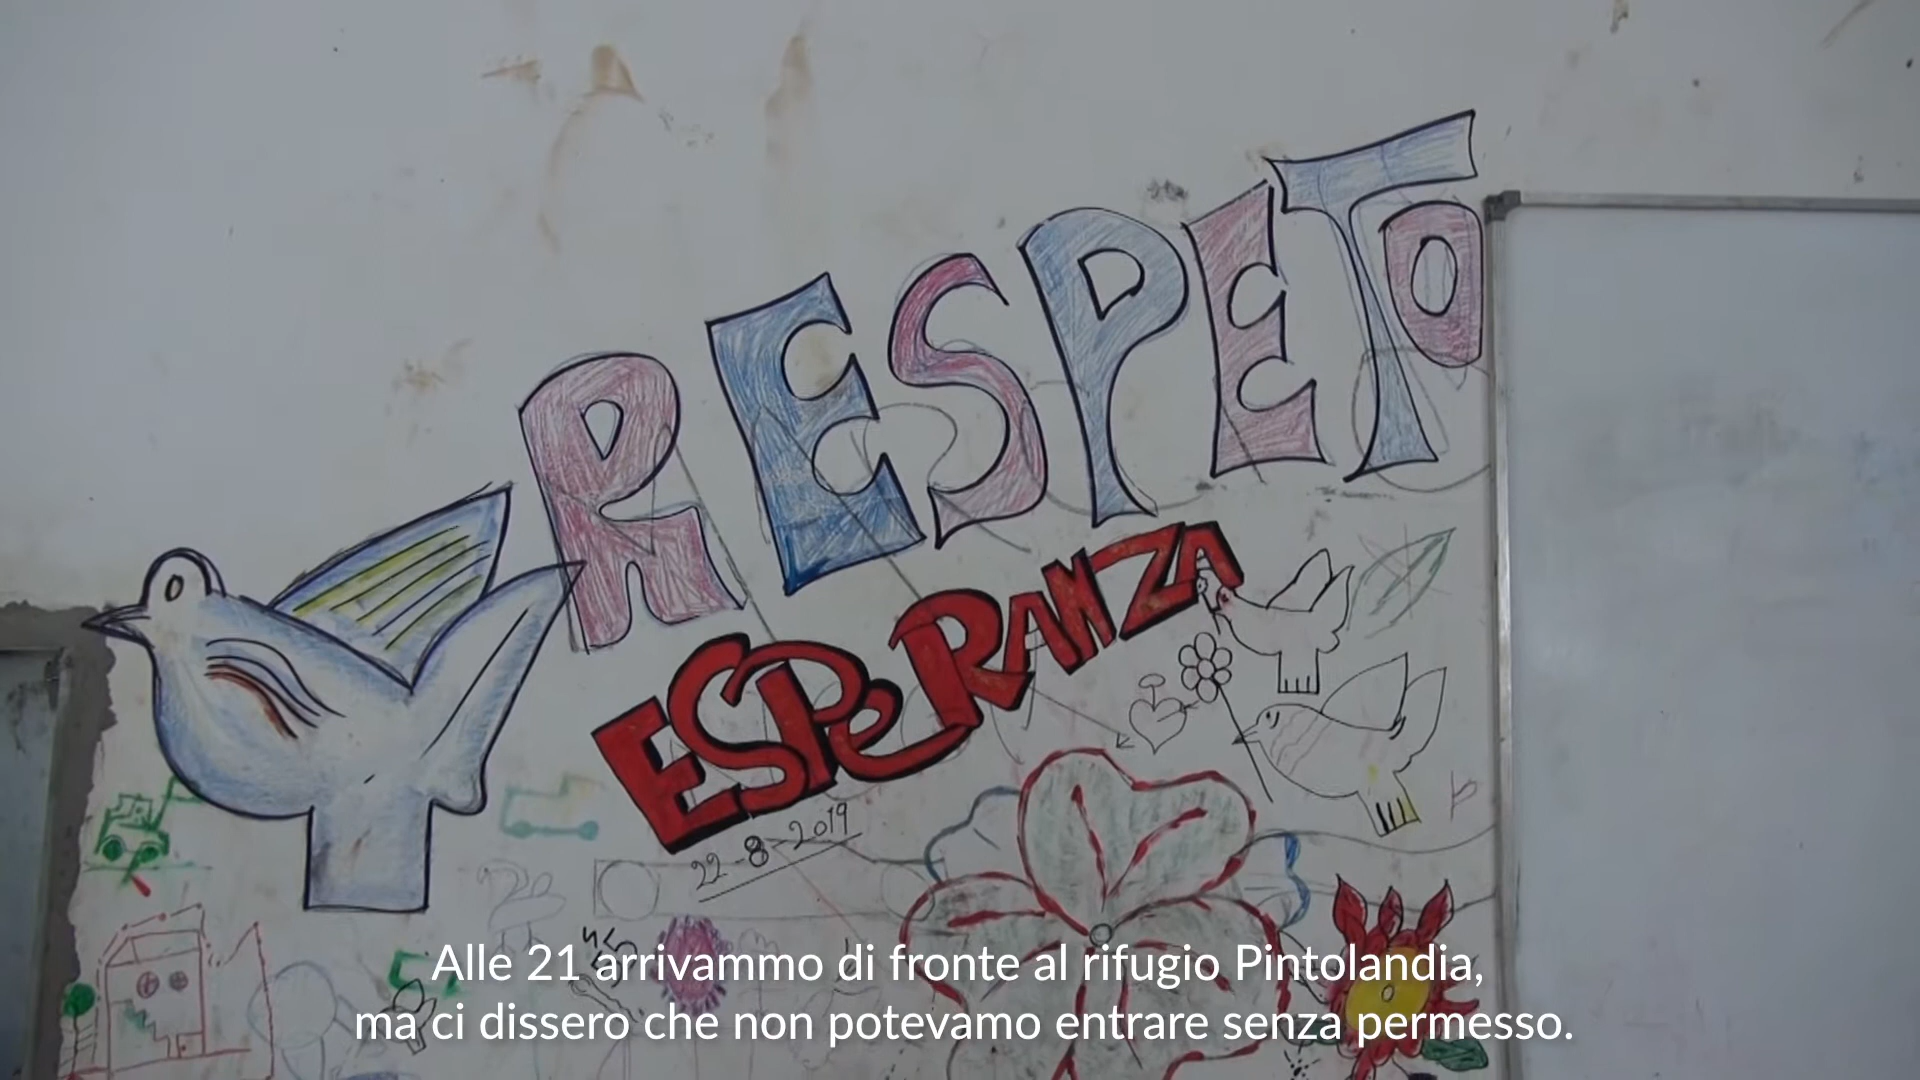 RESPETO
ESPeRANZA
22-8-2019
Alle 21 arrivammo di fronte al rifugio Pintolandia,
ma ci dissero che non potevamo entrare senza permesso.